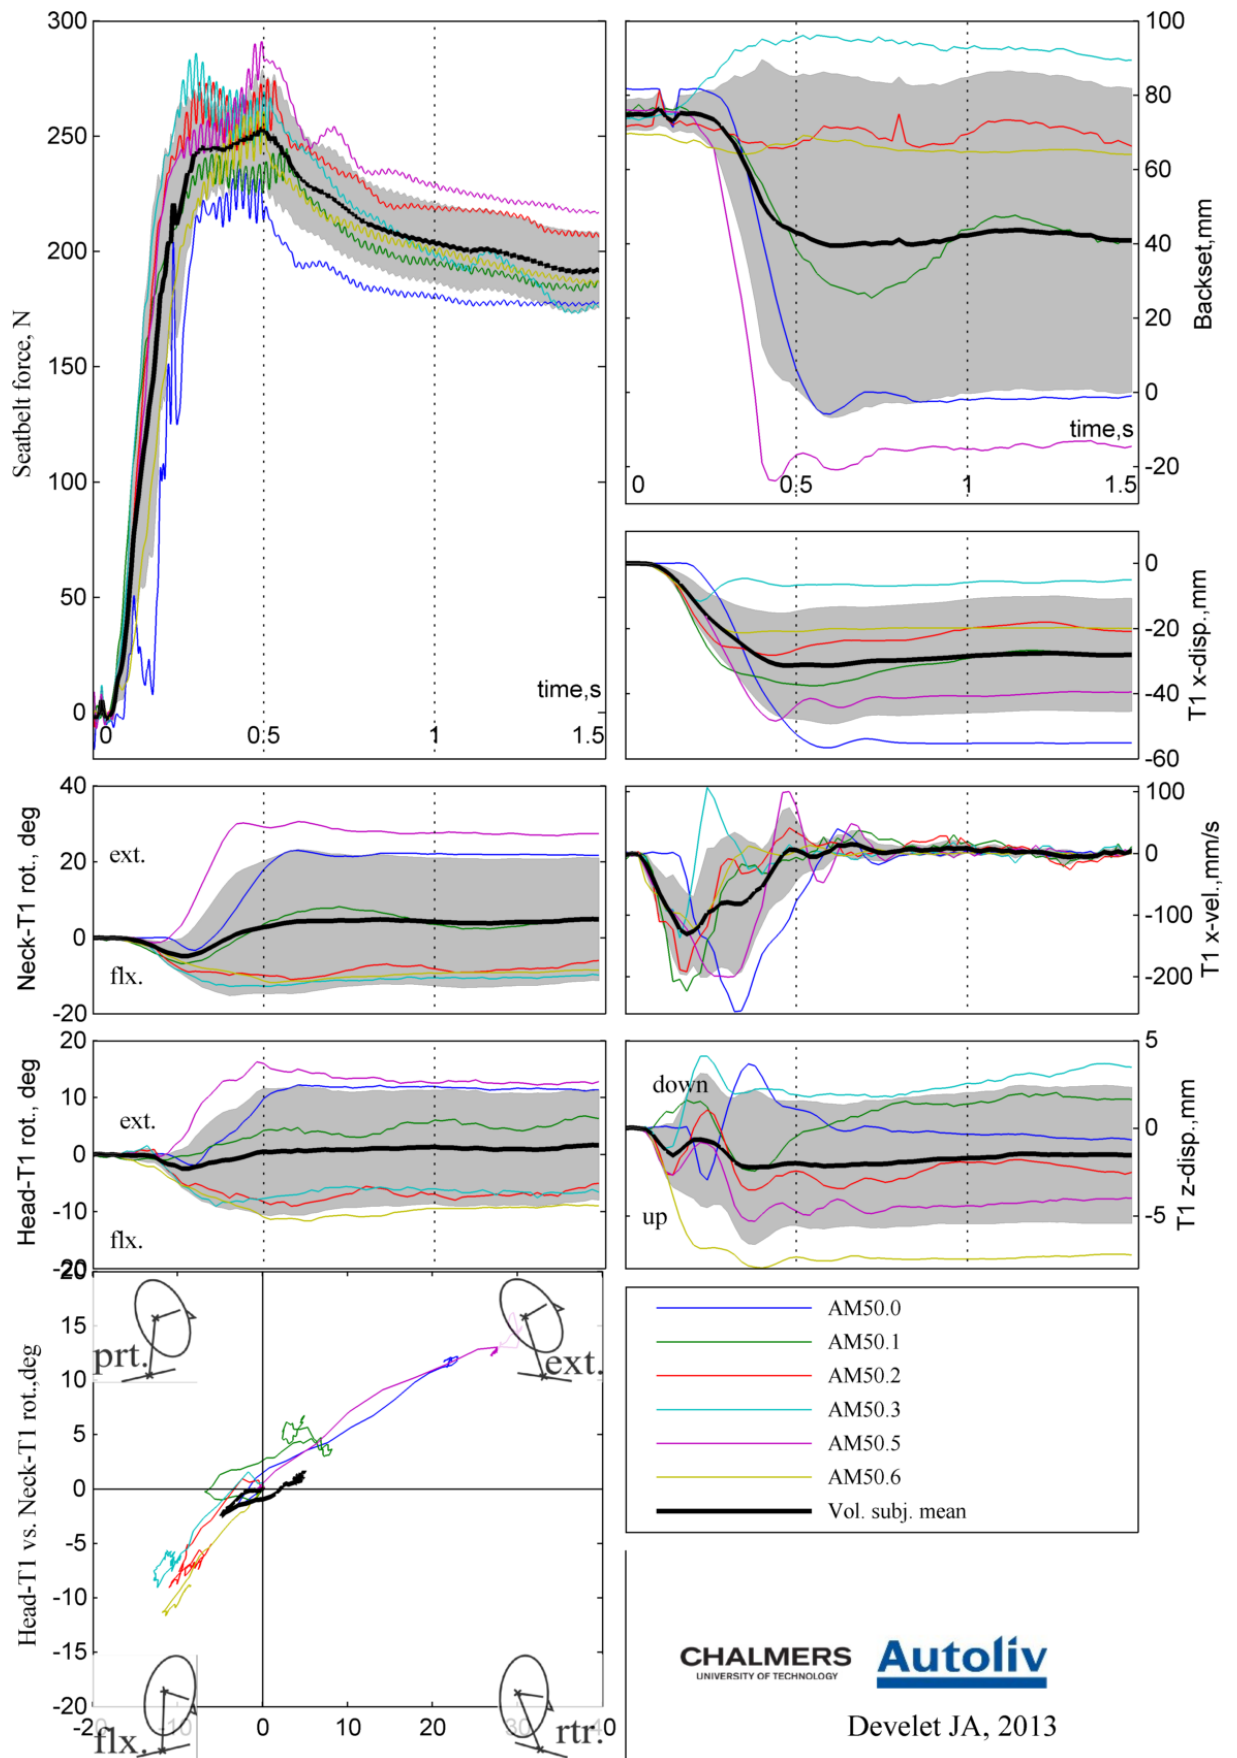 300
250
200
150
100
50
0
Seatbelt force, N
time,s
0
0.5
1
1.5
100
80
60
40
20
0
-20
Backset,mm
time,s
0
0.5
1
1.5
0
-20
-40
-60
T1 x-disp.,mm
40
20
0
-20
Neck-T1 rot., deg
ext.
flx.
100
0
-100
-200
T1 x-vel.,mm/s
20
10
0
-10
-20
Head-T1 rot., deg
ext.
flx.
5
0
-5
T1 z-disp.,mm
down
up
20
15
10
5
0
-5
-10
-15
-20
Head-T1 vs. Neck-T1 rot.,deg
prt.
ext.
flx.
rtr.
-20
-10
0
10
20
30
40
AM50.0
AM50.1
AM50.2
AM50.3
AM50.5
AM50.6
Vol. subj. mean
CHALMERS
UNIVERSITY OF TECHNOLOGY
Autoliv
Develet JA, 2013